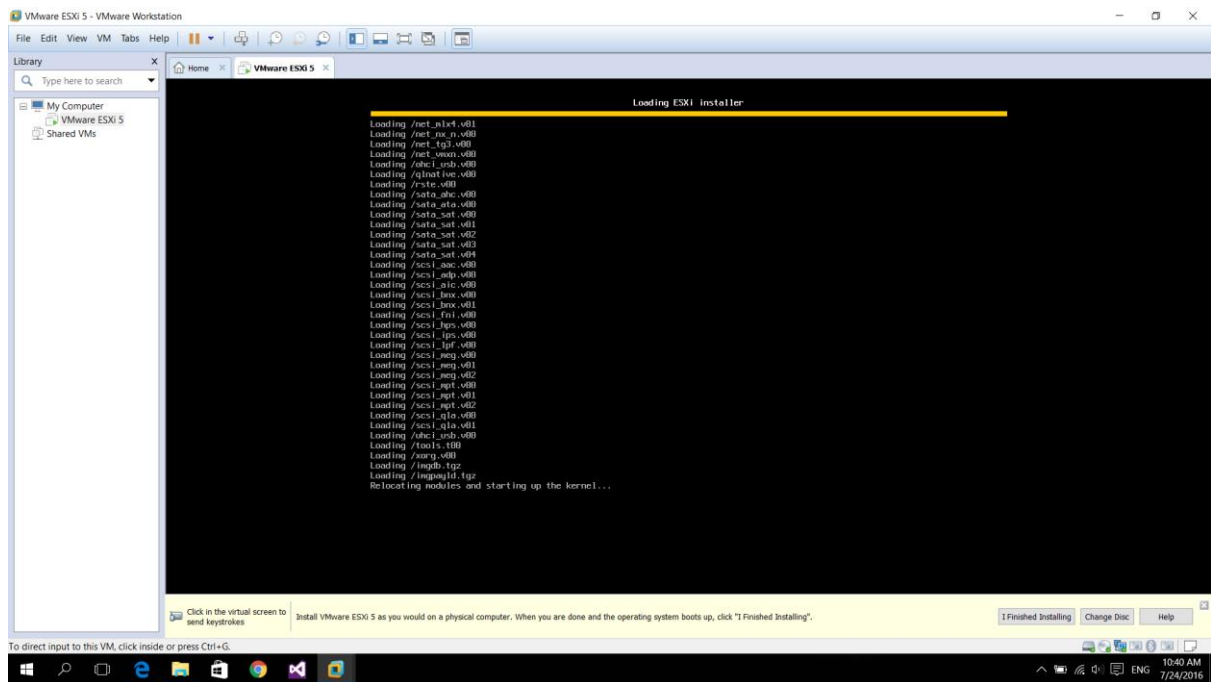 VMware ESXi 5 - VMware Workstation
File Edit View VM Tabs Help
Library x
Type here to search
My Computer
VMware ESXi 5
Shared VMs
Home × VMware ESXi 5 ×
Loading ESXi installer
Loading /net_mlx4.v01
Loading /net_nx_n.v00
Loading /net_tg3.v00
Loading /net_vmxn.v00
Loading /ohci_usb.v00
Loading /qlnative.v00
Loading /rste.v00
Loading /sata_ahc.v00
Loading /sata_ata.v00
Loading /sata_sat.v00
Loading /sata_sat.v01
Loading /sata_sat.v02
Loading /sata_sat.v03
Loading /sata_sat.v04
Loading /scsi_aac.v00
Loading /scsi_adp.v00
Loading /scsi_aic.v00
Loading /scsi_bnx.v00
Loading /scsi_bnx.v01
Loading /scsi_fni.v00
Loading /scsi_hps.v00
Loading /scsi_ips.v00
Loading /scsi_lpf.v00
Loading /scsi_meg.v00
Loading /scsi_meg.v01
Loading /scsi_meg.v02
Loading /scsi_mpt.v00
Loading /scsi_mpt.v01
Loading /scsi_mpt.v02
Loading /scsi_qla.v00
Loading /scsi_qla.v01
Loading /uhci_usb.v00
Loading /tools.t00
Loading /xorg.v00
Loading /imgdb.tgz
Loading /imgpayld.tgz
Relocating modules and starting up the kernel...
Click in the virtual screen to
send keystrokes
Install VMware ESXi 5 as you would on a physical computer. When you are done and the operating system boots up, click "I Finished Installing".
I Finished Installing Change Disc Help
To direct input to this VM, click inside or press Ctrl+G.
ENG
10:40 AM
7/24/2016